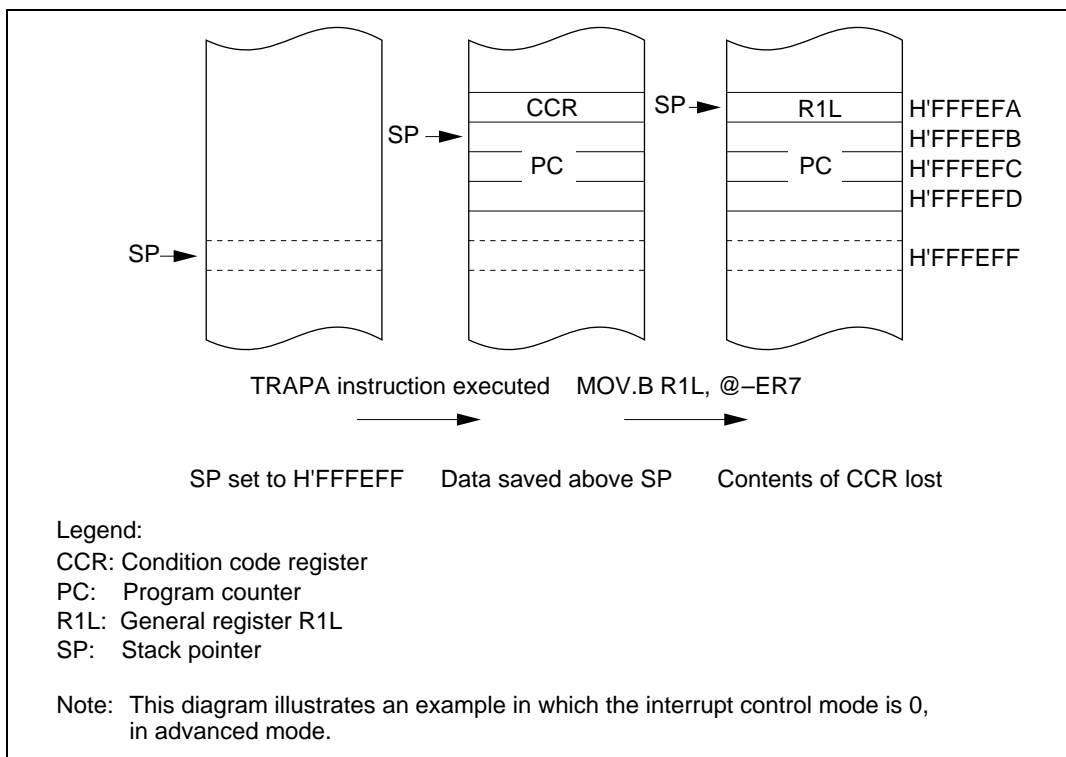 CCR
SP
R1L
H'FFFEFA
SP
H'FFFEFB
PC
PC
H'FFFEFC
H'FFFEFD
SP
H'FFFEFF
TRAPA instruction executed
MOV.B R1L, @–ER7
SP set to H'FFFEFF
Data saved above SP
Contents of CCR lost
Legend:
CCR: Condition code register
PC: Program counter
R1L: General register R1L
SP: Stack pointer
Note: This diagram illustrates an example in which the interrupt control mode is 0,
in advanced mode.